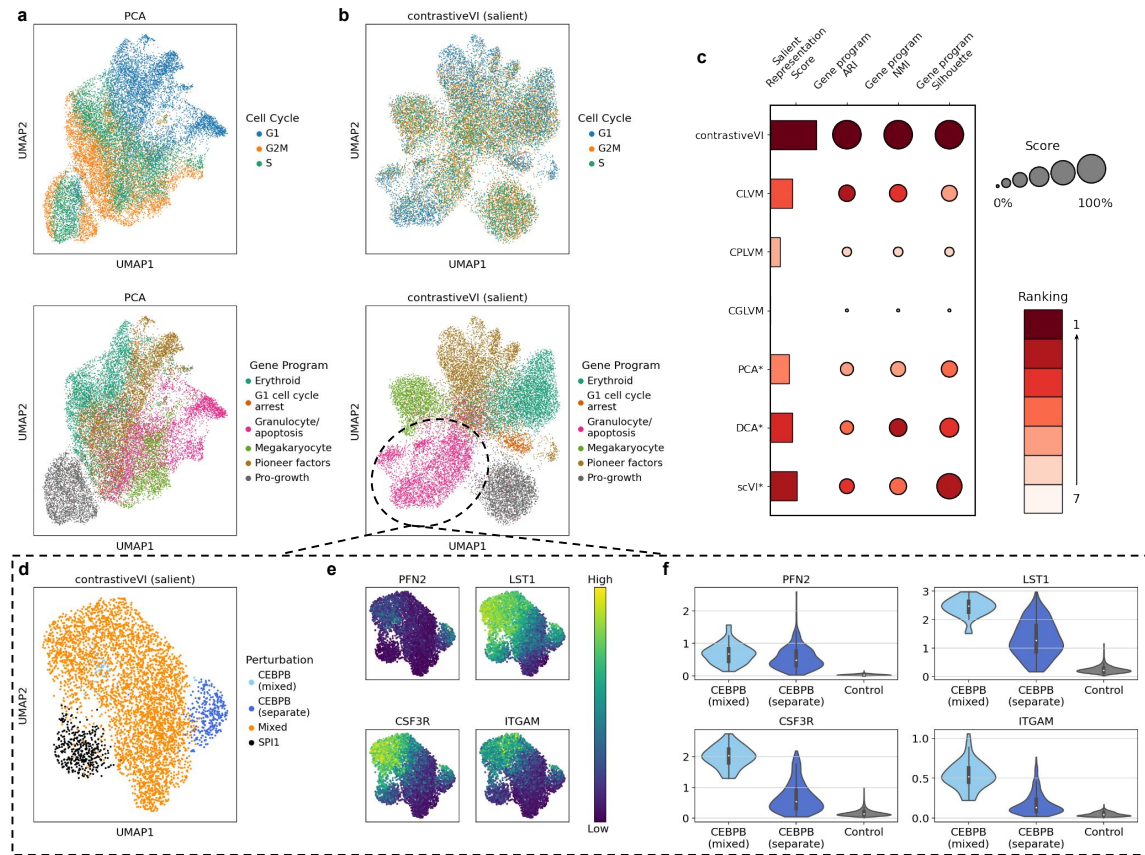 a
PCA
UMAP2
UMAP1
Cell Cycle
G1
G2M
S
b
contrastiveVI (salient)
UMAP2
UMAP1
Cell Cycle
G1
G2M
S
PCA
UMAP2
UMAP1
Gene Program
Erythroid
G1 cell cycle
arrest
Granulocyte/
apoptosis
Megakaryocyte
Pioneer factors
Pro-growth
contrastiveVI (salient)
UMAP2
UMAP1
Gene Program
Erythroid
G1 cell cycle
arrest
Granulocyte/
apoptosis
Megakaryocyte
Pioneer factors
Pro-growth
c
Salient
Representation
Score
Gene program
ARI
Gene program
NMI
Gene program
Silhouette
contrastiveVI
CLVM
CPLVM
CGLVM
PCA*
DCA*
scVI*
Score
0% 100%
Ranking
1
7
d
contrastiveVI (salient)
UMAP2
UMAP1
Perturbation
CEBPB
(mixed)
CEBPB
(separate)
Mixed
SPI1
e
PFN2
LST1
CSF3R
ITGAM
High
Low
f
PFN2
2
1
0
CEBPB
(mixed)
CEBPB
(separate)
Control
LST1
3
2
1
0
CEBPB
(mixed)
CEBPB
(separate)
Control
CSF3R
2
1
0
CEBPB
(mixed)
CEBPB
(separate)
Control
ITGAM
1.0
0.5
0.0
CEBPB
(mixed)
CEBPB
(separate)
Control